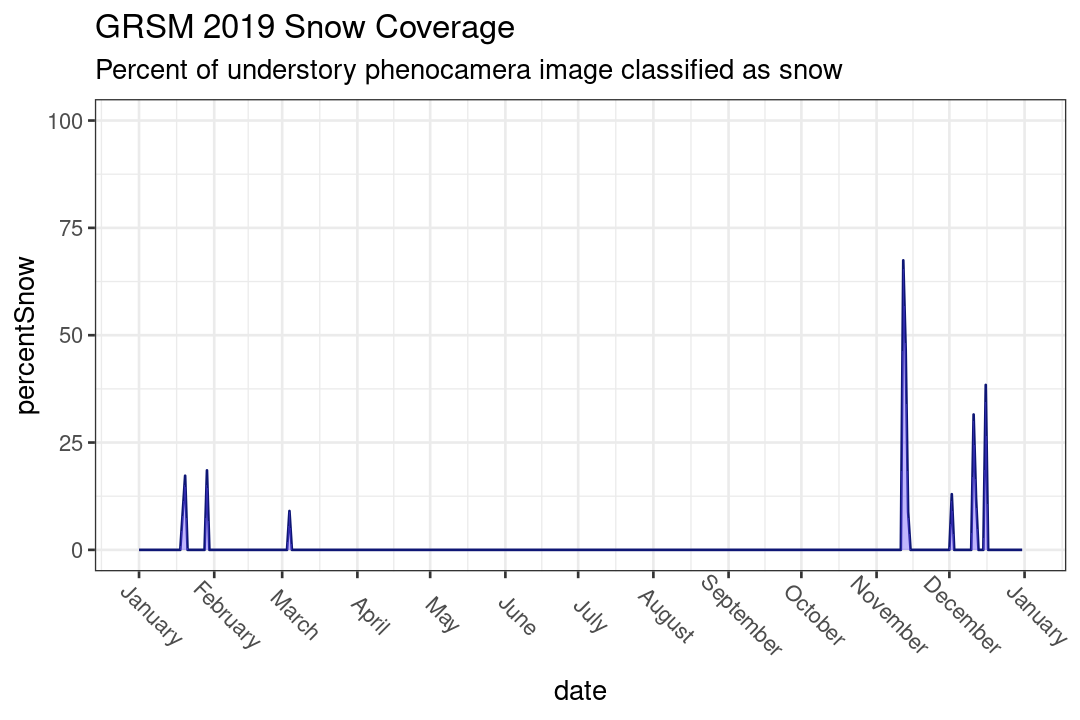 GRSM 2019 Snow Coverage
Percent of understory phenocamera image classified as snow
100
75
50
25
0
percentSnow
January
February
March
April
May
June
July
August
September
October
November
December
January
date